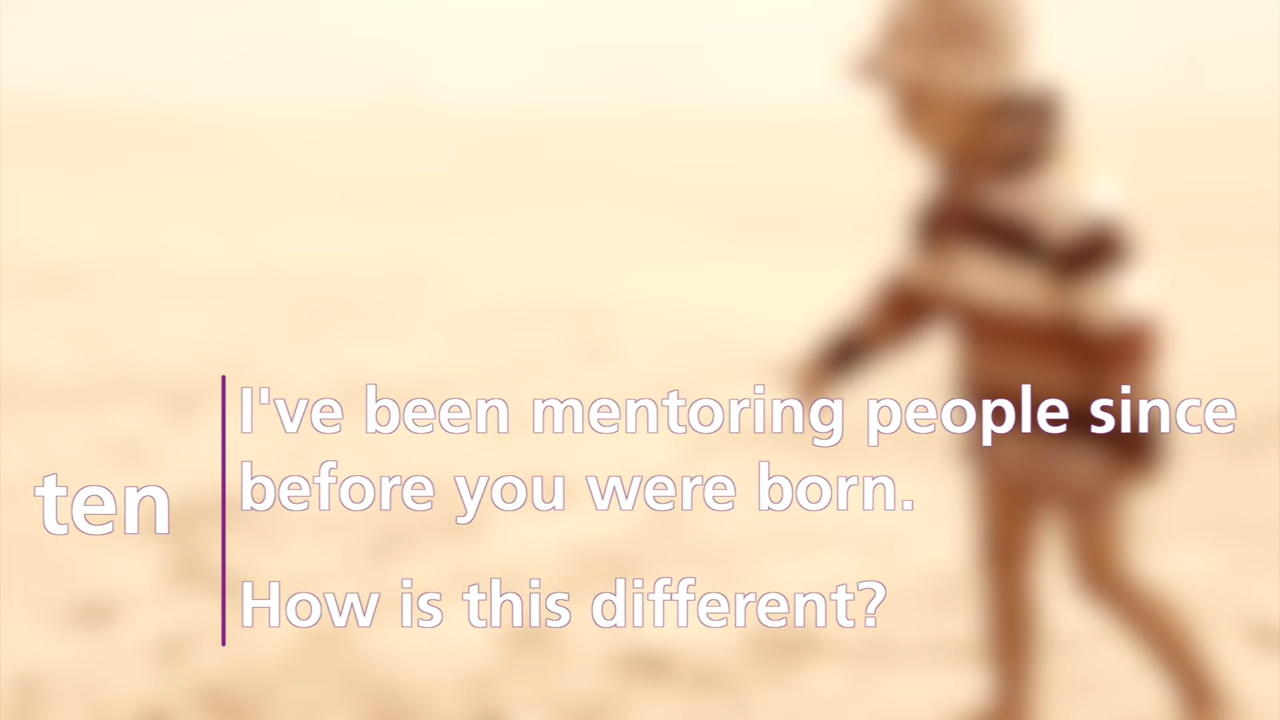 ten
I've been mentoring people since
before you were born.
How is this different?